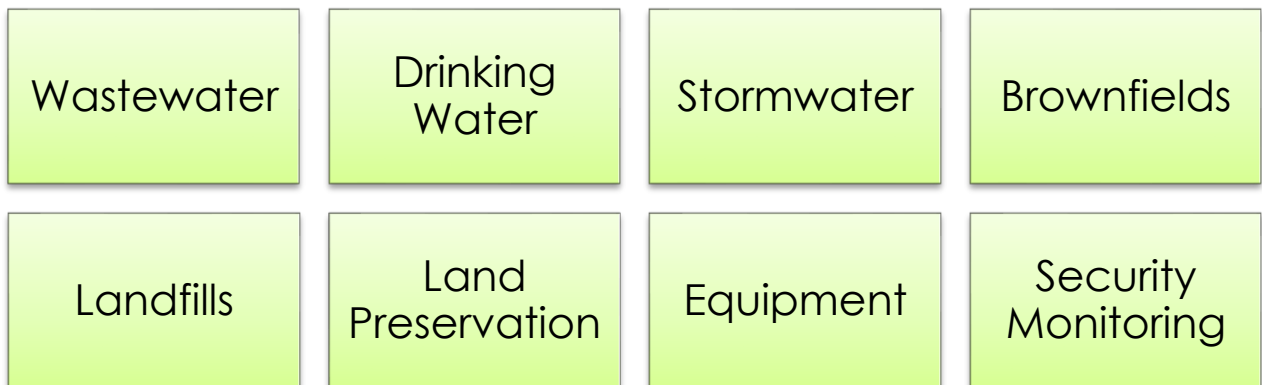 Wastewater
Drinking
Water
Stormwater
Brownfields
Landfills
Land
Preservation
Equipment
Security
Monitoring